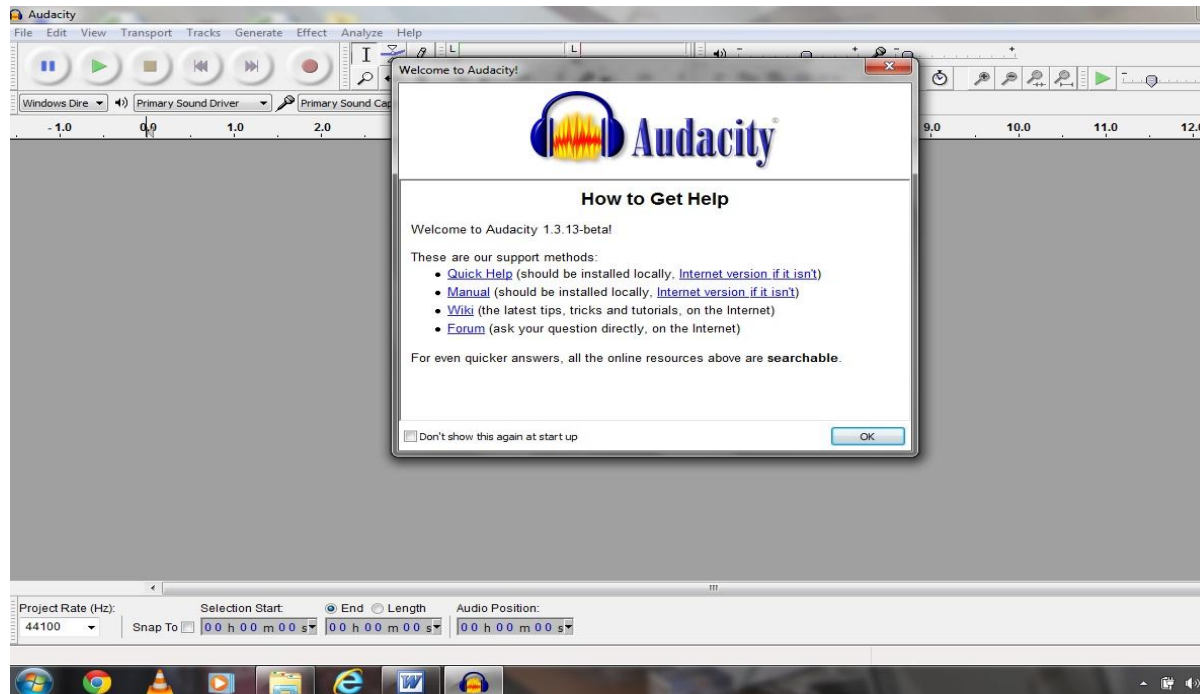 Audacity
File Edit View Transport Tracks Generate Effect Analyze Help
L L
Welcome to Audacity!
Windows Dire Primary Sound Driver Primary Sound Cap
- 1.0 0.0 1.0 2.0 9.0 10.0 11.0 12.0
Audacity
How to Get Help
Welcome to Audacity 1.3.13-beta!
These are our support methods:
• Quick Help (should be installed locally, Internet version if it isn't)
• Manual (should be installed locally, Internet version if it isn't)
• Wiki (the latest tips, tricks and tutorials, on the Internet)
• Forum (ask your question directly, on the Internet)
For even quicker answers, all the online resources above are searchable.
Don't show this again at start up OK
Project Rate (Hz): Selection Start: End Length Audio Position:
44100 Snap To 00 h 00 m 00 s 00 h 00 m 00 s 00 h 00 m 00 s